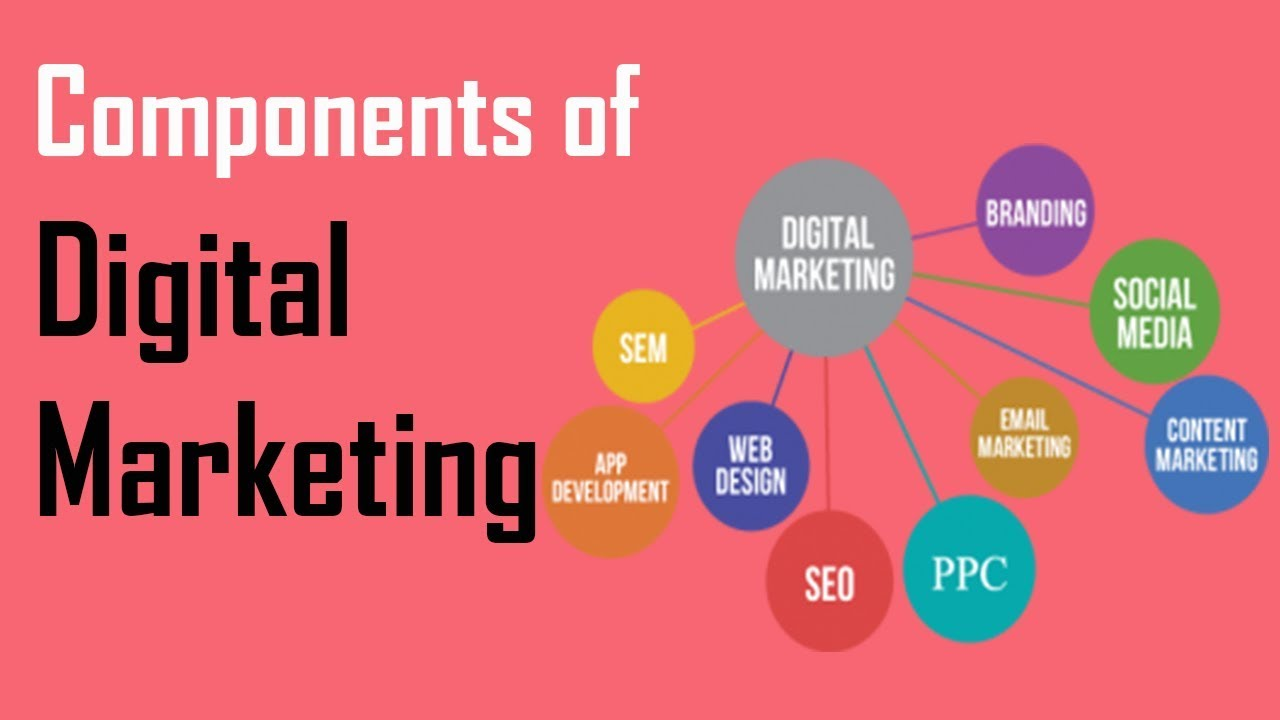 Components of
Digital
Marketing
DIGITAL
MARKETING
BRANDING
SOCIAL
MEDIA
SEM
EMAIL
MARKETING
CONTENT
MARKETING
APP
DEVELOPMENT
WEB
DESIGN
SEO
PPC